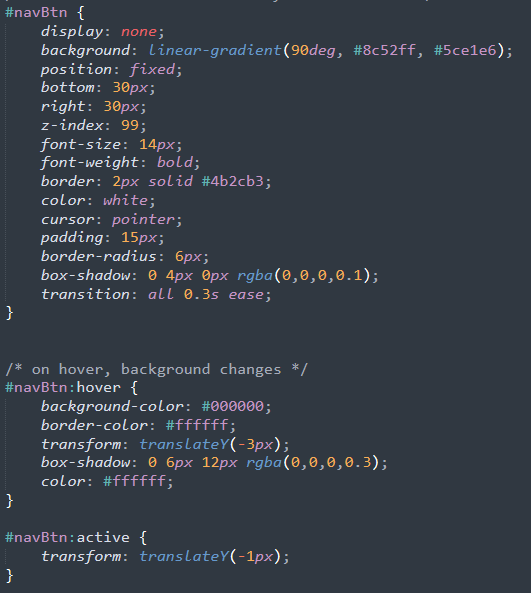 #navBtn {
    display: none;
    background: linear-gradient(90deg, #8c52ff, #5ce1e6);
    position: fixed;
    bottom: 30px;
    right: 30px;
    z-index: 99;
    font-size: 14px;
    font-weight: bold;
    border: 2px solid #4b2cb3;
    color: white;
    cursor: pointer;
    padding: 15px;
    border-radius: 6px;
    box-shadow: 0 4px 0px rgba(0,0,0,0.1);
    transition: all 0.3s ease;
}

/* on hover, background changes */
#navBtn:hover {
    background-color: #000000;
    border-color: #ffffff;
    transform: translateY(-3px);
    box-shadow: 0 6px 12px rgba(0,0,0,0.3);
    color: #ffffff;
}

#navBtn:active {
    transform: translateY(-1px);
}